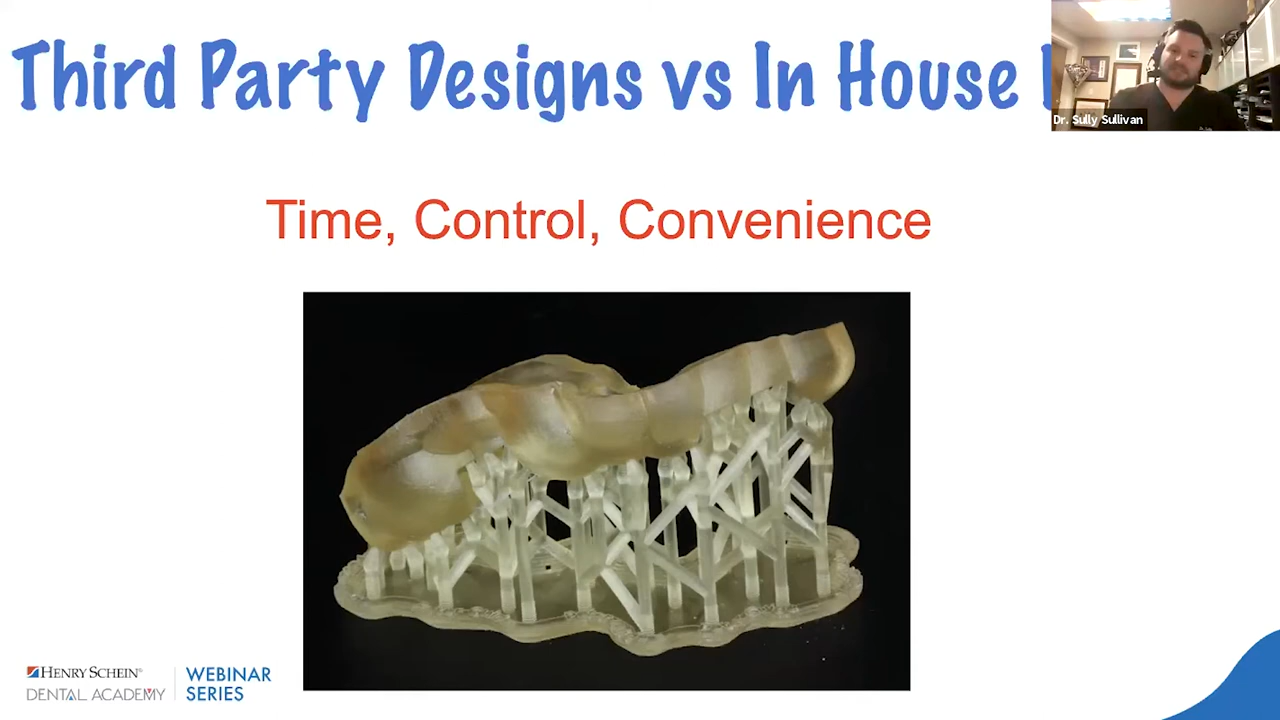 Third Party Designs vs In House
Dr. Sully Sullivan
Time, Control, Convenience
HENRY SCHEIN®
DENTAL ACADEMY
WEBINAR
SERIES